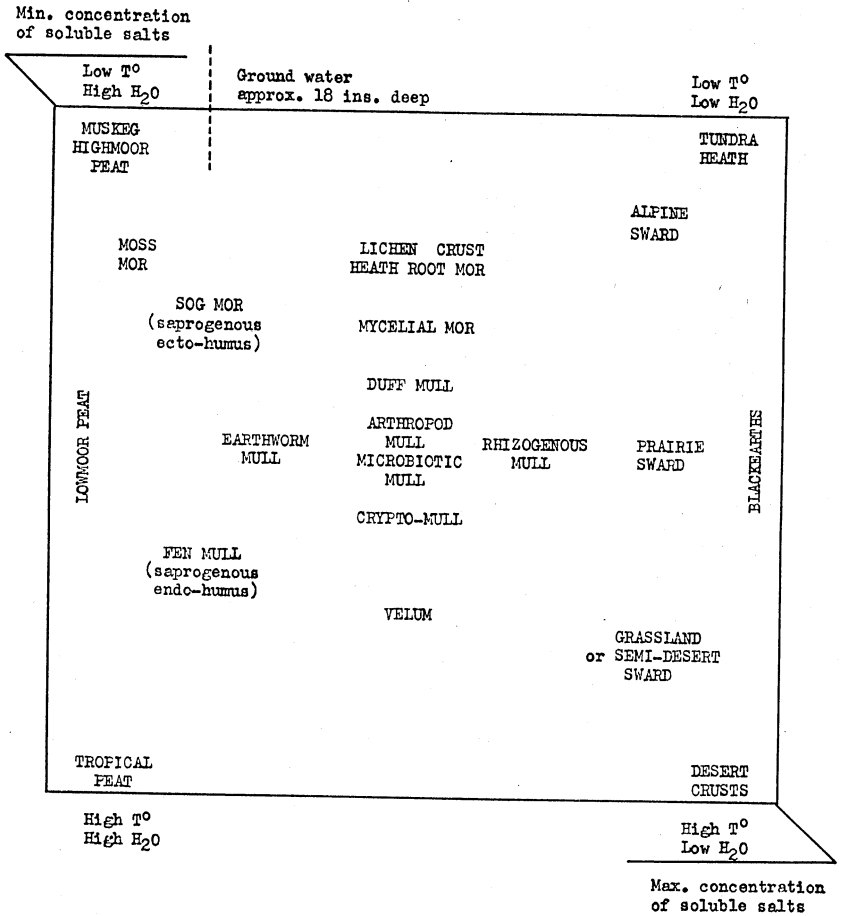 Min. concentration
of soluble salts
Low T°
High H₂O
Ground water
approx. 18 ins. deep
Low T°
Low H₂O
MUSKEG
HIGHMOOR
PEAT
TUNDRA
HEATH
ALPINE
SWARD
MOSS
MOR
LICHEN CRUST
HEATH ROOT MOR
SOG MOR
(saprogenous
ecto-humus)
MYCELIAL MOR
DUFF MULL
LOWMOOR PEAT
EARTHWORM
MULL
ARTHROPOD
MULL
MICROBIOTIC
MULL
RHIZOGENOUS
MULL
PRAIRIE
SWARD
BLACKEARTHS
CRYPTO-MULL
FEN MULL
(saprogenous
endo-humus)
VELUM
GRASSLAND
or SEMI-DESERT
SWARD
TROPICAL
PEAT
DESERT
CRUSTS
High T°
High H₂O
High T°
Low H₂O
Max. concentration
of soluble salts